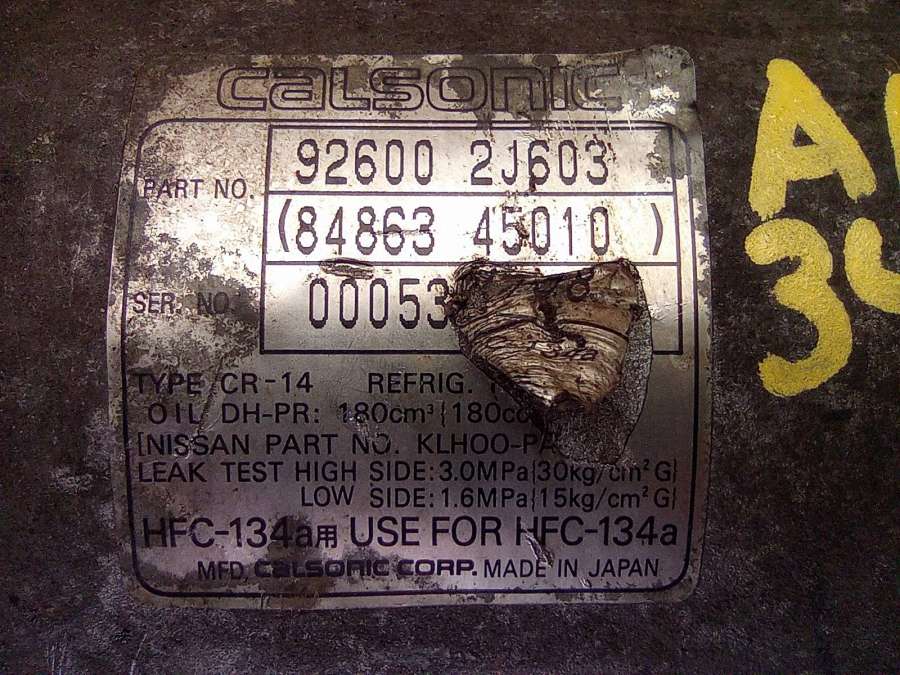 calsonic
PART NO. 92600 2J603
(84863 45010 )
SER. NO. 00053
TYPE CR-14 REFRIG.
OIL DH-PR: 180cm³{180cc
[NISSAN PART NO. KLH00-PA
LEAK TEST HIGH SIDE:3.0MPa{30kg/cm²G}
LOW SIDE:1.6MPa{15kg/cm²G}
HFC-134a用 USE FOR HFC-134a
MFD. CALSONIC CORP. MADE IN JAPAN